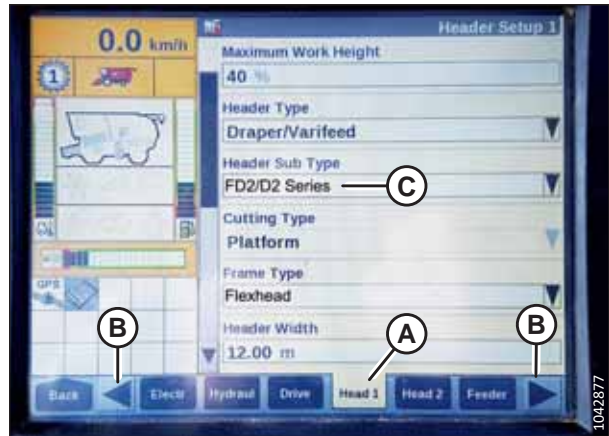 0.0 km/h
Header Setup 1
1
Maximum Work Height
40 %
Header Type
Draper/Varifeed
Header Sub Type
FD2/D2 Series
C
Cutting Type
Platform
Frame Type
Flexhead
GPS
Header Width
12.00 m
B
A
B
Back
Electr
Hydraul
Drive
Head 1
Head 2
Feeder
1042877